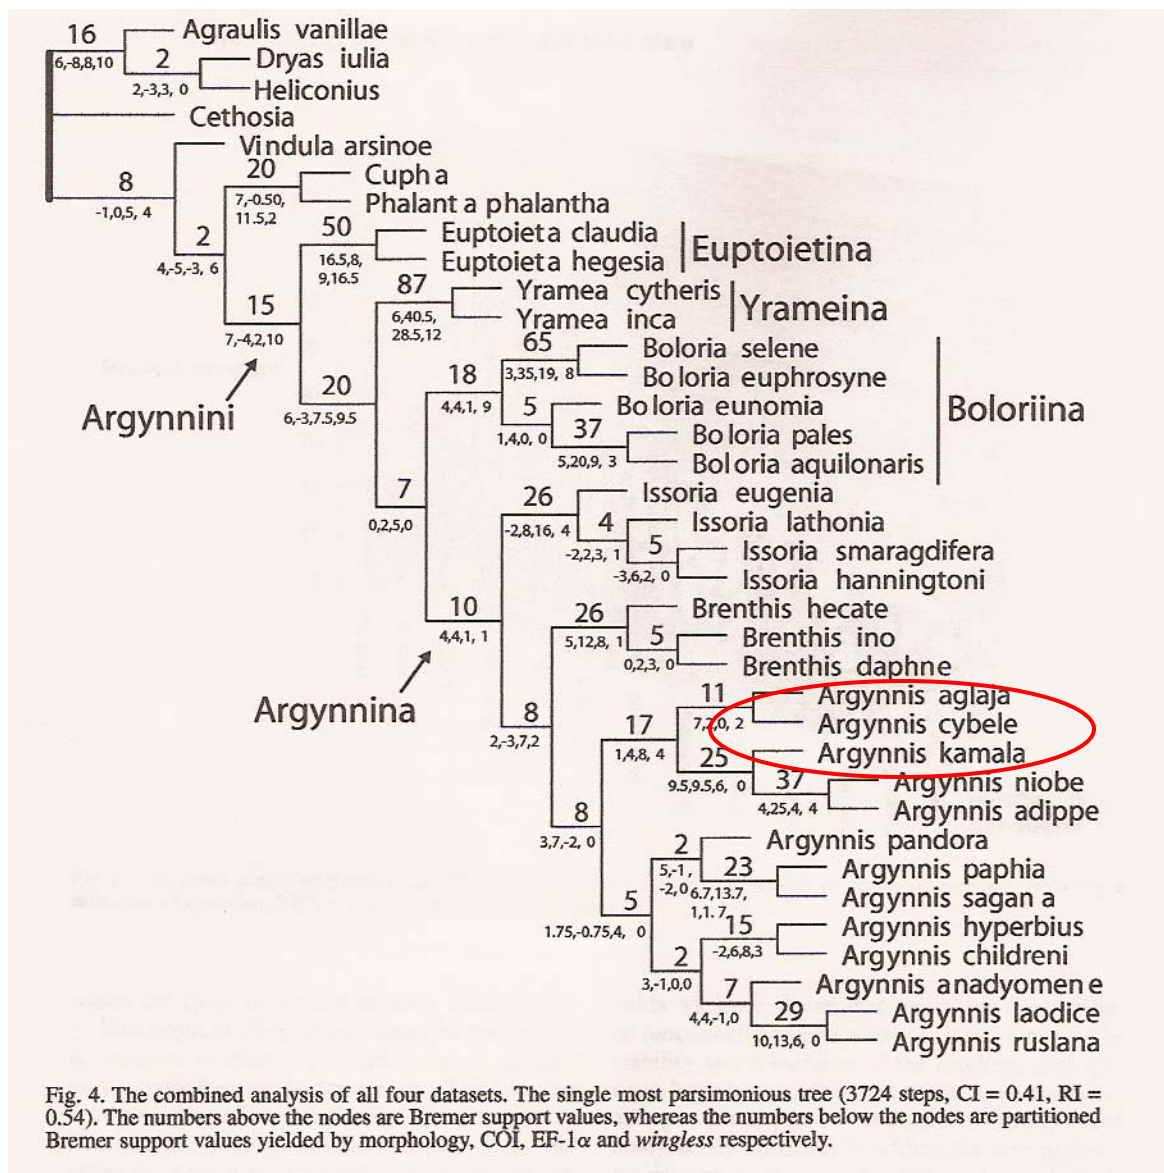 16
Agraulis vanillae
6,-8,8,10
2
Dryas iulia
2,-3,3, 0
Heliconius
Cethosia
Vindula arsinoe
8
-1,0,5, 4
20
Cupha
7,-0.50,
11.5,2
Phalanta phalantha
2
4,-5,-3, 6
50
Euptoieta claudia
16.5,8,
9,16.5
Euptoieta hegesia
Euptoietina
15
7,-4,2,10
Argynnini
87
Yramea cytheris
6,40.5,
28.5,12
Yramea inca
Yrameina
20
6,-3,7.5,9.5
65
Boloria selene
3,35,19, 8
Boloria euphrosyne
18
4,4,1, 9
5
Boloria eunomia
1,4,0, 0
37
Boloria pales
5,20,9, 3
Boloria aquilonaris
Boloriina
7
0,2,5,0
26
Issoria eugenia
-2,8,16, 4
4
Issoria lathonia
-2,2,3, 1
5
Issoria smaragdifera
-3,6,2, 0
Issoria hanningtoni
10
4,4,1, 1
Argynnina
26
Brenthis hecate
5,12,8, 1
5
Brenthis ino
0,2,3, 0
Brenthis daphne
8
2,-3,7,2
11
Argynnis aglaja
7,2,0, 2
Argynnis cybele
17
1,4,8, 4
25
Argynnis kamala
9.5,9.5,6, 0
37
Argynnis niobe
4,25,4, 4
Argynnis adippe
8
3,7,-2, 0
2
Argynnis pandora
5,-1,
-2,0
23
Argynnis paphia
6.7,13.7,
1,1.7
Argynnis sagana
5
1.75,-0.75,4, 0
15
Argynnis hyperbius
-2,6,8,3
Argynnis childreni
2
3,-1,0,0
7
Argynnis anadyomene
4,4,-1,0
29
Argynnis laodice
10,13,6, 0
Argynnis ruslana
Fig. 4. The combined analysis of all four datasets. The single most parsimonious tree (3724 steps, CI = 0.41, RI =
0.54). The numbers above the nodes are Bremer support values, whereas the numbers below the nodes are partitioned
Bremer support values yielded by morphology, COI, EF-1α and wingless respectively.